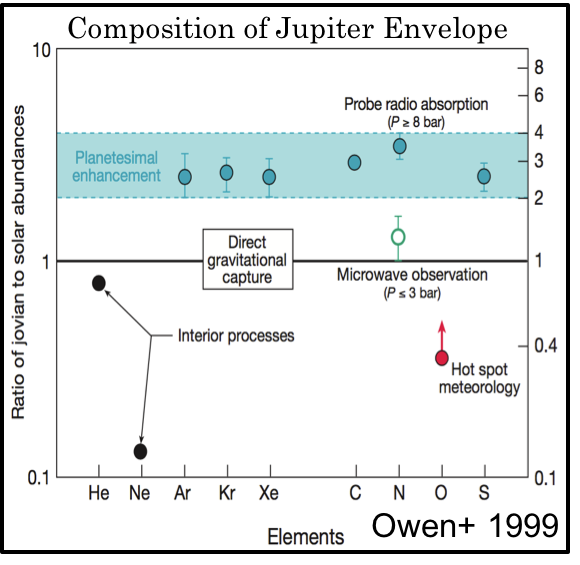 Composition of Jupiter Envelope
10
8
6
Probe radio absorption
(P ≥ 8 bar)
4
Planetesimal
enhancement
3
2
Direct
gravitational
capture
1
1
Microwave observation
(P ≤ 3 bar)
Interior processes
0.4
Hot spot
meteorology
0.1
0.1
He Ne Ar Kr Xe C N O S
Elements
Owen+ 1999
Ratio of jovian to solar abundances